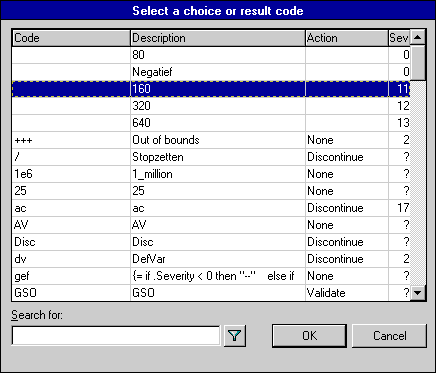 Select a choice or result code
Code Description Action Sev
80 0
Negatief 0
160 11
320 12
640 13
+++ Out of bounds None 2
/ Stopzetten Discontinue ?
1e6 1_million None ?
25 25 None ?
ac ac Discontinue 17
AV AV None ?
Disc Disc Discontinue ?
dv DefVar Discontinue 2
gef {= if .Severity < 0 then "--" else if None ?
GSO GSO Validate ?
Search for:
OK Cancel